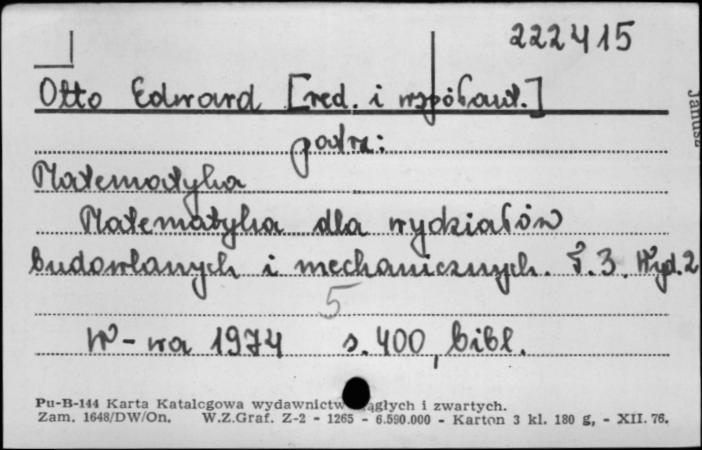 222415
Otto Edward [red. i współaut.]
patrz:
Matematyka
Matematyka dla wydziałów
budowlanych i mechanicznych. T.3. Wyd.2
5
W-wa 1974 s. 400, bibl.
Pu-B-144 Karta Katalogowa wydawnictw ciągłych i zwartych.
Zam. 1648/DW/On. W.Z.Graf. Z-2 - 1265 - 6.590.000 - Karton 3 kl. 180 g, - XII. 76.
Janusz